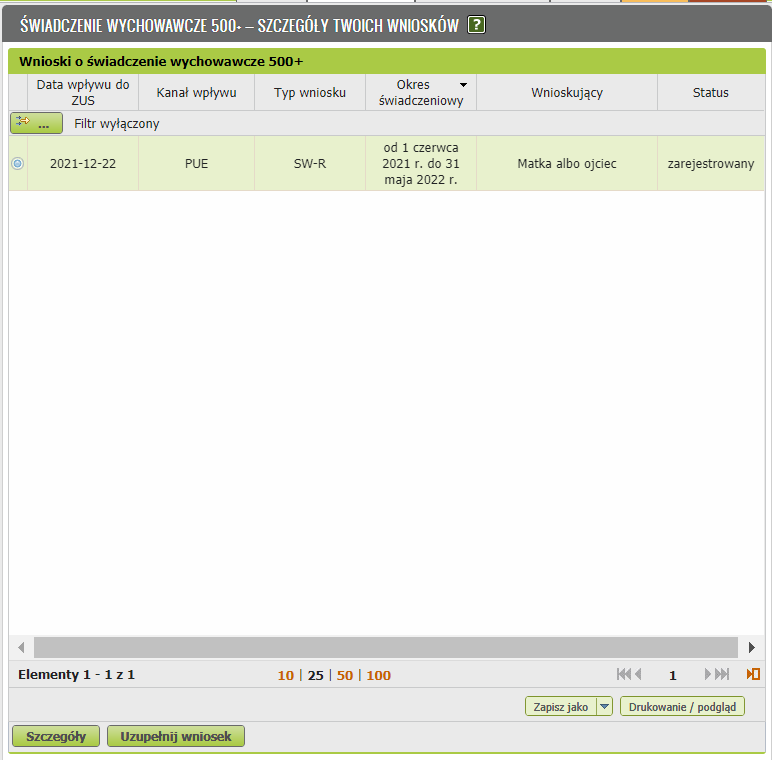 ŚWIADCZENIE WYCHOWAWCZE 500+ – SZCZEGÓŁY TWOICH WNIOSKÓW ?
Wnioski o świadczenie wychowawcze 500+
Data wpływu do ZUS
Kanał wpływu
Typ wniosku
Okres świadczeniowy
Wnioskujący
Status
... Filtr wyłączony
2021-12-22
PUE
SW-R
od 1 czerwca
2021 r. do 31
maja 2022 r.
Matka albo ojciec
zarejestrowany
Elementy 1 - 1 z 1
10 | 25 | 50 | 100
1
Zapisz jako
Drukowanie / podgląd
Szczegóły
Uzupełnij wniosek